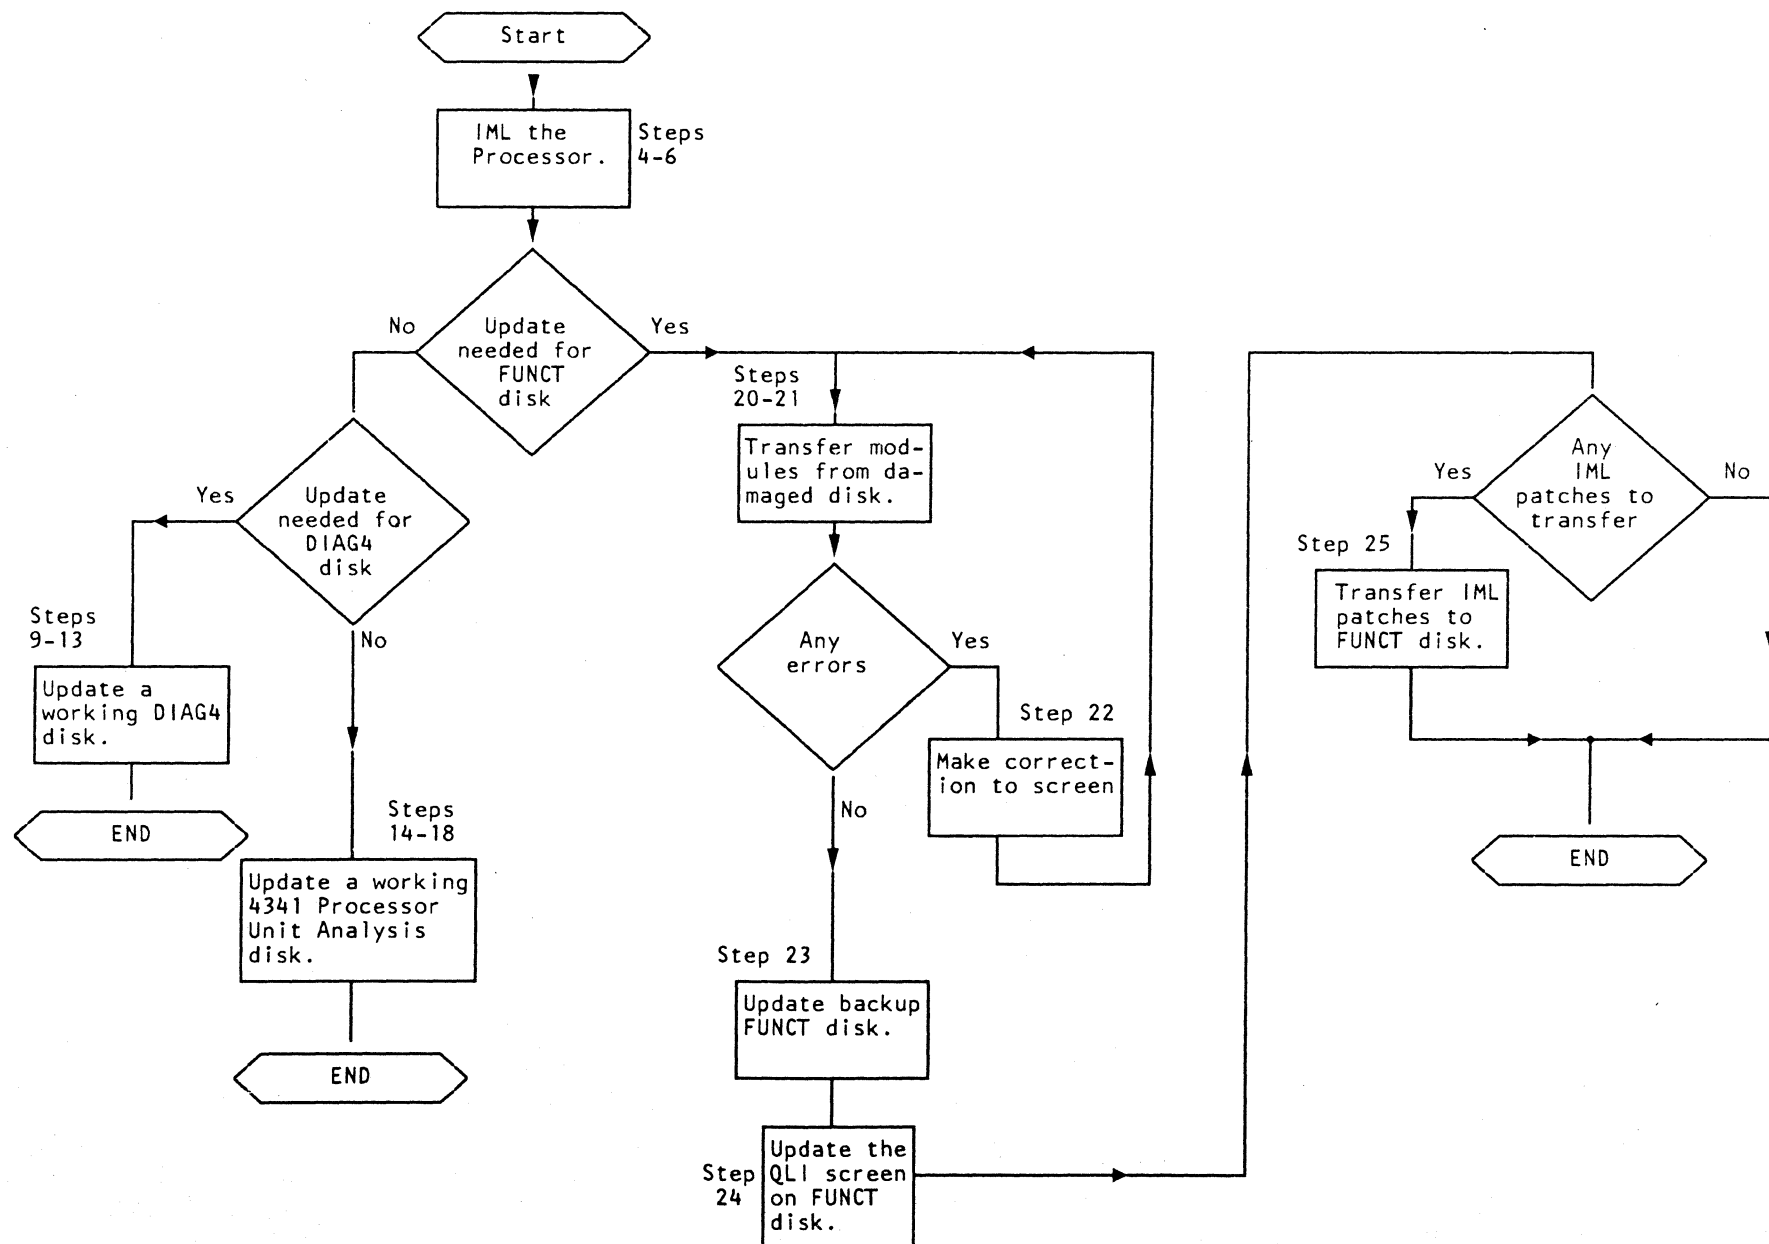 Start
IML the
Processor.
Steps
4-6
Update
needed for
FUNCT
disk
No
Yes
Update
needed for
DIAG4
disk
Yes
No
Steps
9-13
Update a
working DIAG4
disk.
END
Steps
14-18
Update a working
4341 Processor
Unit Analysis
disk.
END
Steps
20-21
Transfer mod-
ules from da-
maged disk.
Any
errors
Yes
No
Step 22
Make correct-
ion to screen
Step 23
Update backup
FUNCT disk.
Step
24
Update the
QLI screen
on FUNCT
disk.
Any
IML
patches to
transfer
Yes
No
Step 25
Transfer IML
patches to
FUNCT disk.
END